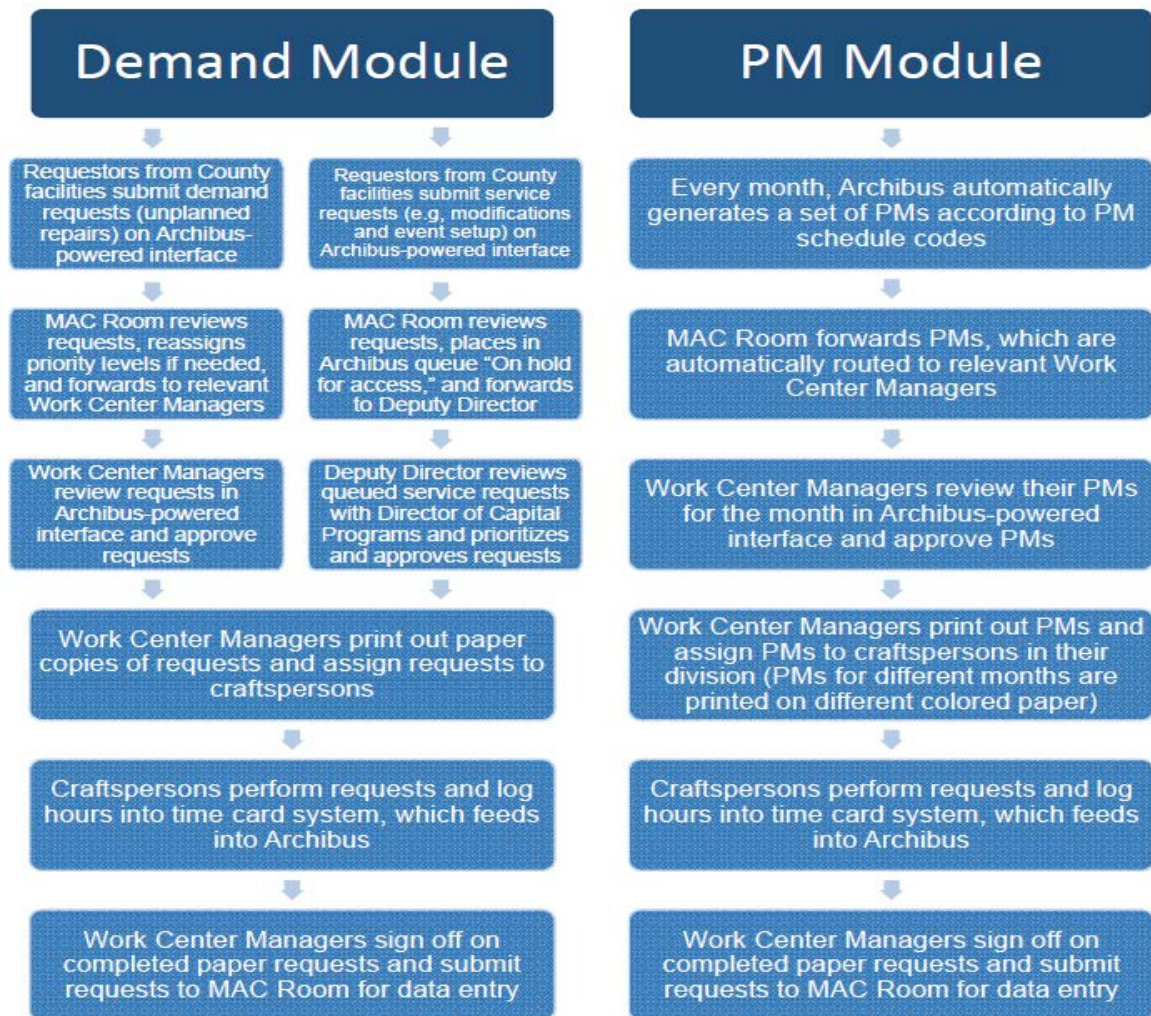 Demand Module
Requestors from County
facilities submit demand
requests (unplanned
repairs) on Archibus-
powered interface
Requestors from County
facilities submit service
requests (e.g, modifications
and event setup) on
Archibus-powered interface
MAC Room reviews
requests, reassigns
priority levels if needed,
and forwards to relevant
Work Center Managers
MAC Room reviews
requests, places in
Archibus queue “On hold
for access,” and forwards
to Deputy Director
Work Center Managers
review requests in
Archibus-powered
interface and approve
requests
Deputy Director reviews
queued service requests
with Director of Capital
Programs and prioritizes
and approves requests
Work Center Managers print out paper
copies of requests and assign requests to
craftspersons
Craftspersons perform requests and log
hours into time card system, which feeds
into Archibus
Work Center Managers sign off on
completed paper requests and submit
requests to MAC Room for data entry
PM Module
Every month, Archibus automatically
generates a set of PMs according to PM
schedule codes
MAC Room forwards PMs, which are
automatically routed to relevant Work
Center Managers
Work Center Managers review their PMs
for the month in Archibus-powered
interface and approve PMs
Work Center Managers print out PMs and
assign PMs to craftspersons in their
division (PMs for different months are
printed on different colored paper)
Craftspersons perform requests and log
hours into time card system, which feeds
into Archibus
Work Center Managers sign off on
completed paper requests and submit
requests to MAC Room for data entry